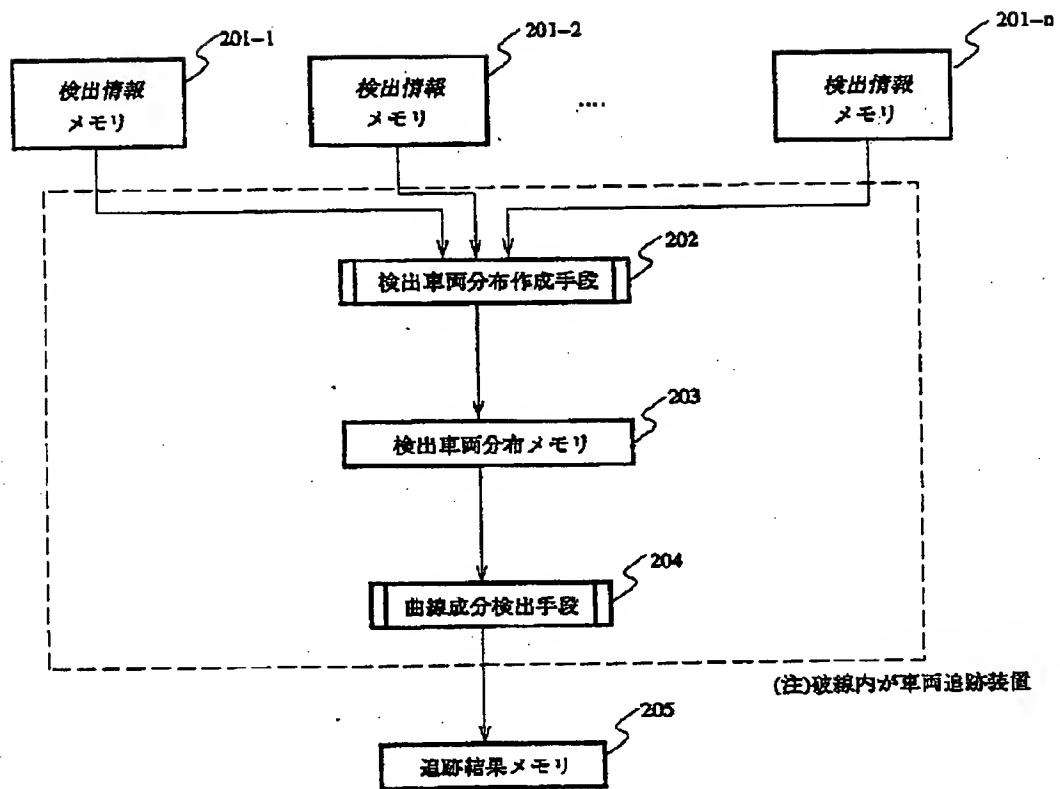 201-1
201-2
201-n
検出情報
メモリ
検出情報
メモリ
....
検出情報
メモリ
202
検出車両分布作成手段
203
検出車両分布メモリ
204
曲線成分検出手段
(注)破線内が車両追跡装置
205
追跡結果メモリ